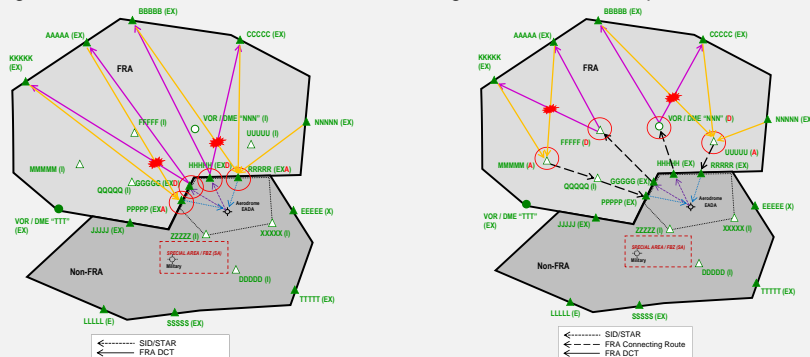 BBBBB (EX)
AAAAA (EX)
CCCCC (EX)
KKKKK
(EX)
FRA
FFFFF (I)
VOR / DME "NNN" (I)
UUUUU (I)
NNNNN (EX)
MMMMM (I)
HHHHH (EXD)
RRRRR (EXA)
QQQQQ (I)
GGGGG (EXD)
PPPPP (EXA)
Aerodrome
EADA
VOR / DME "TTT"
(EX)
JJJJJ (EX)
EEEEE (X)
ZZZZZ (I)
XXXXX (I)
SPECIAL AREA / FBZ (SA)
Military
Non-FRA
DDDDD (I)
TTTTT (EX)
LLLLL (E)
SSSSS (EX)
SID/STAR
FRA DCT
BBBBB (EX)
AAAAA (EX)
CCCCC (EX)
KKKKK
(EX)
FRA
VOR / DME "NNN" (D)
NNNNN (EX)
FFFFF (D)
UUUUU (A)
MMMMM (A)
HHHHH (EX)
RRRRR (EX)
QQQQQ (I)
GGGGG (EX)
PPPPP (EX)
Aerodrome
EADA
VOR / DME "TTT"
(EX)
JJJJJ (EX)
EEEEE (X)
ZZZZZ (I)
XXXXX (I)
SPECIAL AREA / FBZ (SA)
Military
Non-FRA
DDDDD (I)
TTTTT (EX)
LLLLL (E)
SSSSS (EX)
SID/STAR
FRA Connecting Route
FRA DCT